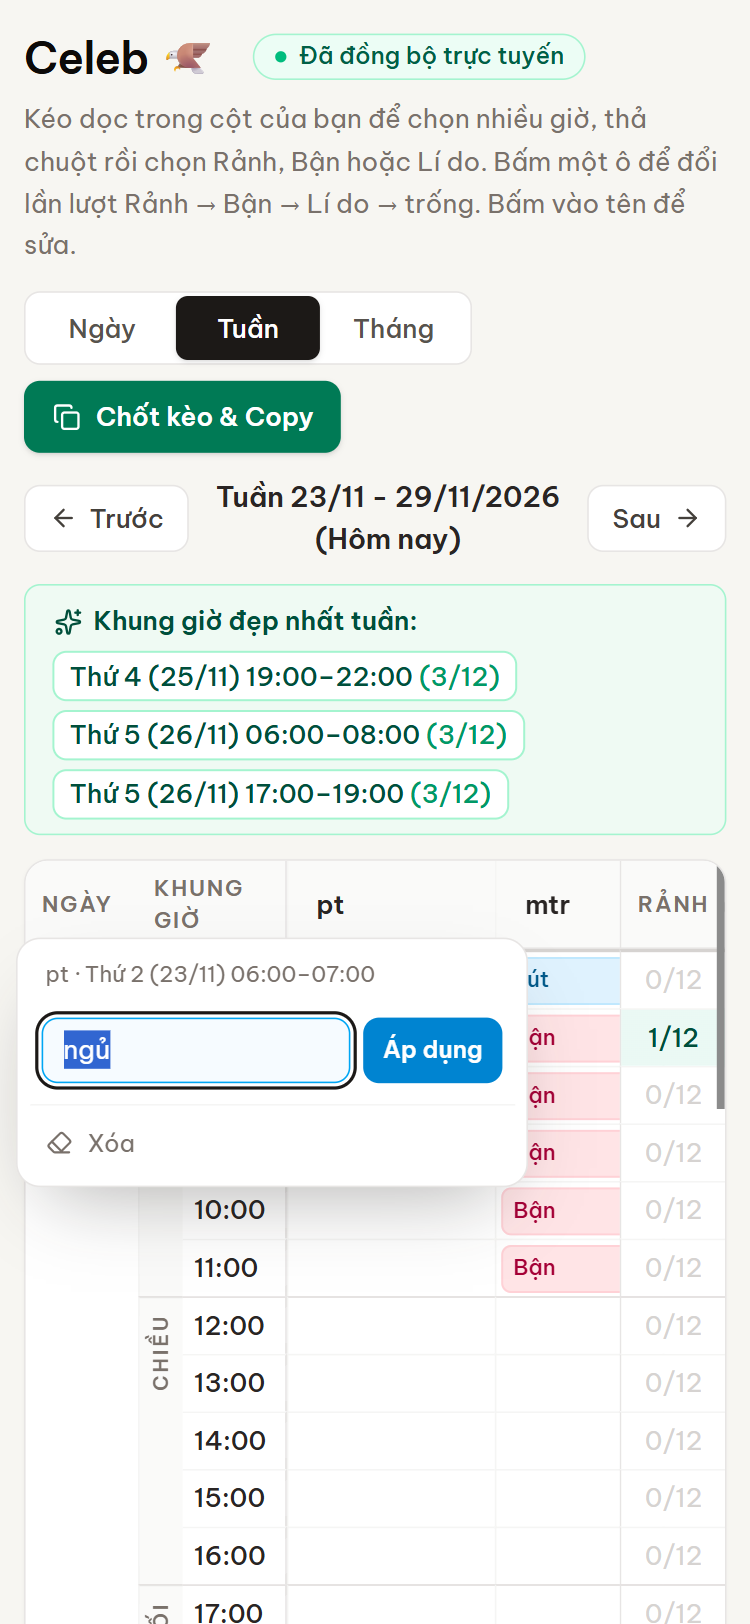 Celeb
Đã đồng bộ trực tuyến
Kéo dọc trong cột của bạn để chọn nhiều giờ, thả
chuột rồi chọn Rảnh, Bận hoặc Lí do. Bấm một ô để đổi
lần lượt Rảnh → Bận → Lí do → trống. Bấm vào tên để
sửa.
Ngày Tuần Tháng
Chốt kèo & Copy
← Trước
Tuần 23/11 - 29/11/2026
(Hôm nay)
Sau →
Khung giờ đẹp nhất tuần:
Thứ 4 (25/11) 19:00–22:00 (3/12)
Thứ 5 (26/11) 06:00–08:00 (3/12)
Thứ 5 (26/11) 17:00–19:00 (3/12)
NGÀY KHUNG GIỜ pt mtr RẢNH
pt · Thứ 2 (23/11) 06:00–07:00
ngủ Áp dụng
Xóa
út 0/12
ận 1/12
ận 0/12
ận 0/12
10:00 Bận 0/12
11:00 Bận 0/12
CHIỀU
12:00 0/12
13:00 0/12
14:00 0/12
15:00 0/12
16:00 0/12
17:00 0/12